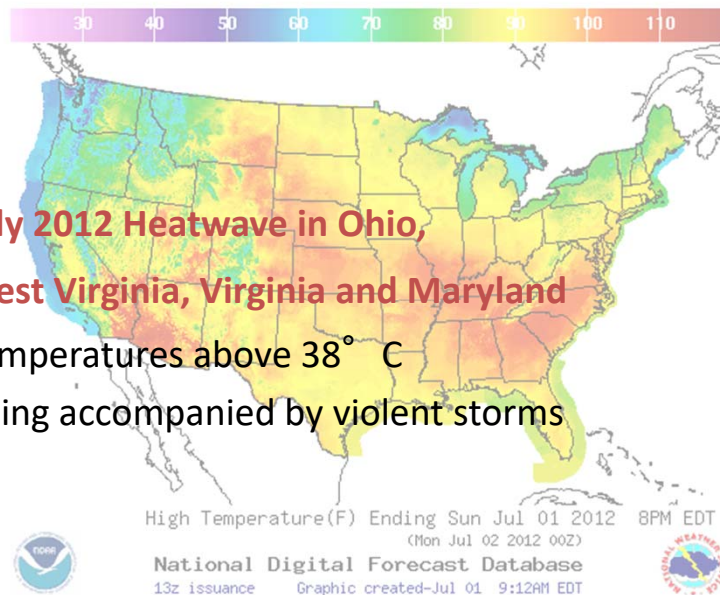 30 40 50 60 70 80 90 100 110
ly 2012 Heatwave in Ohio,
est Virginia, Virginia and Maryland
mperatures above 38° C
ing accompanied by violent storms
High Temperature(F) Ending Sun Jul 01 2012 8PM EDT
(Mon Jul 02 2012 00Z)
National Digital Forecast Database
13z issuance Graphic created-Jul 01 9:12AM EDT
noaa